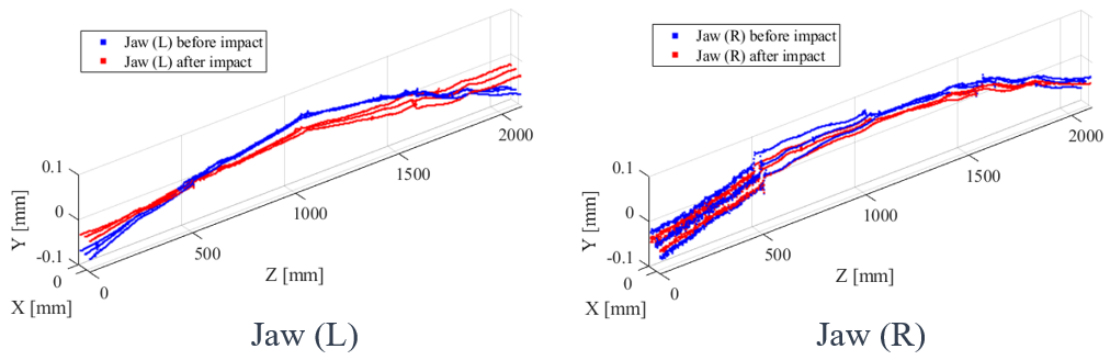 Jaw (L) before impact
Jaw (L) after impact
0.1
0
-0.1
Y [mm]
0
X [mm]
0
500
1000
1500
2000
Z [mm]
Jaw (L)
Jaw (R) before impact
Jaw (R) after impact
0.1
0
-0.1
Y [mm]
0
X [mm]
0
500
1000
1500
2000
Z [mm]
Jaw (R)